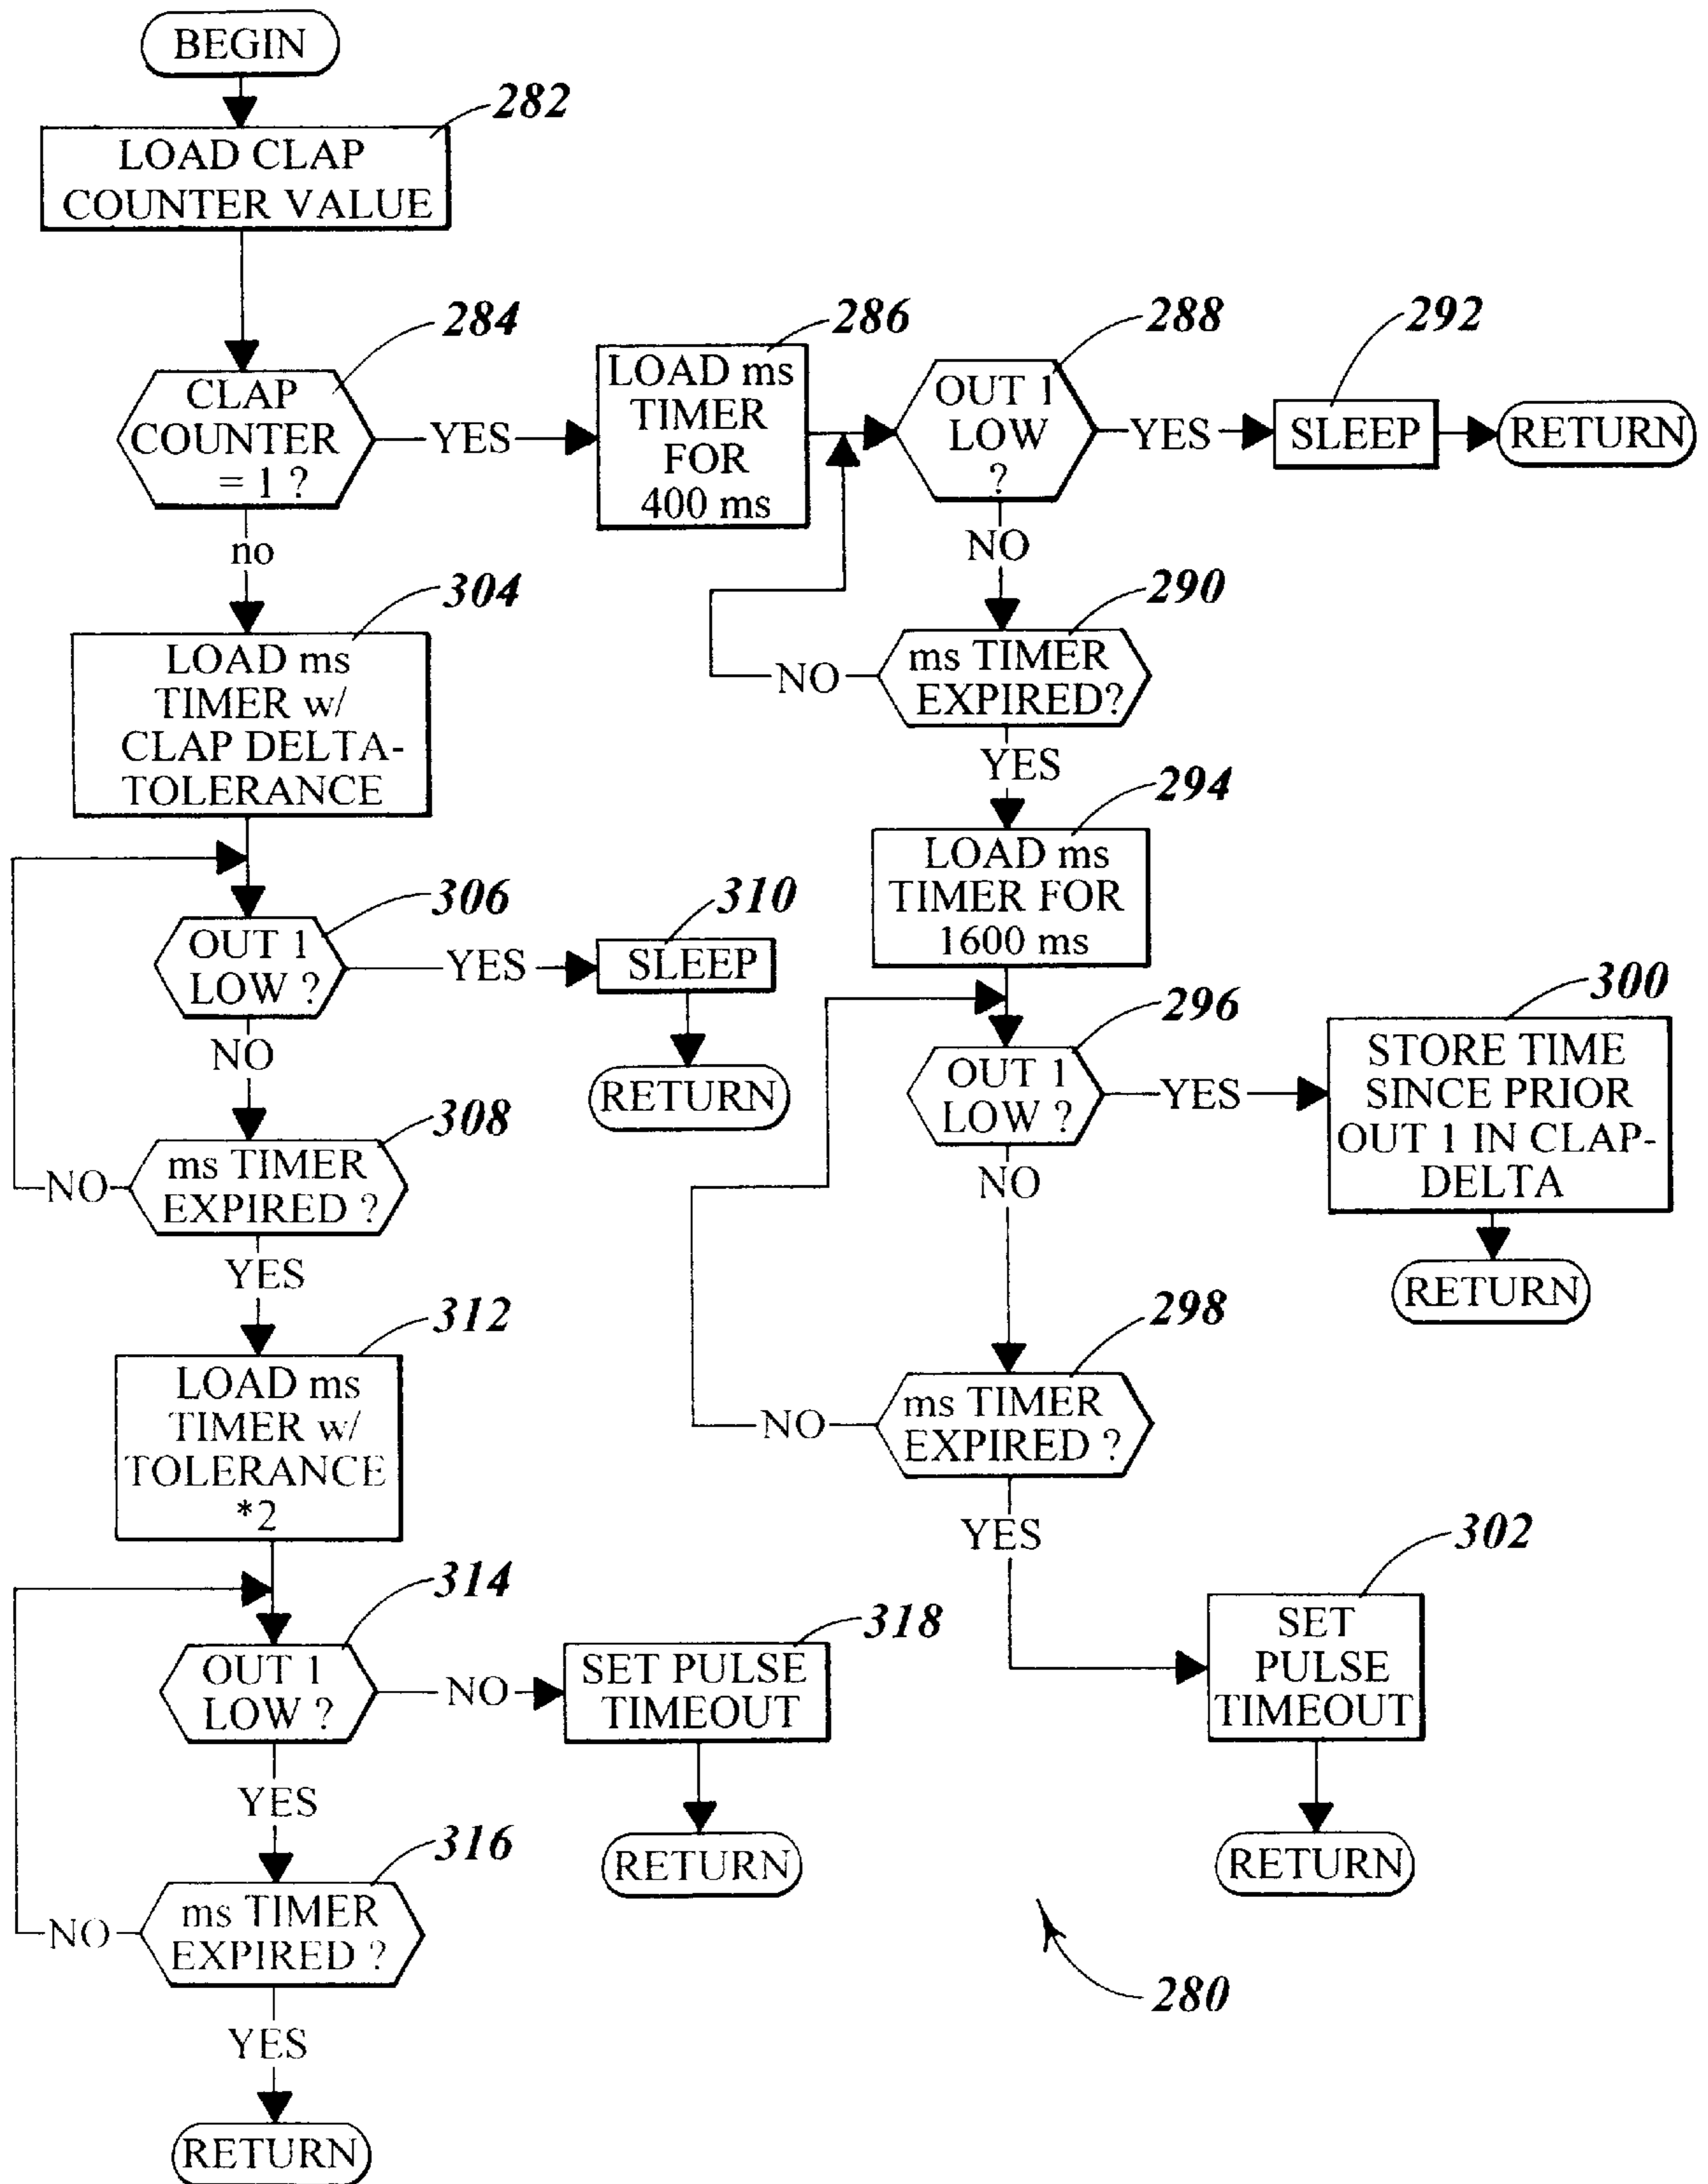 BEGIN
282
LOAD CLAP
COUNTER VALUE
284
CLAP
COUNTER
= 1 ?
YES
286
LOAD ms
TIMER
FOR
400 ms
288
OUT 1
LOW
?
YES
292
SLEEP
RETURN
NO
290
ms TIMER
EXPIRED?
NO
YES
294
LOAD ms
TIMER FOR
1600 ms
296
OUT 1
LOW ?
YES
300
STORE TIME
SINCE PRIOR
OUT 1 IN CLAP-
DELTA
RETURN
NO
298
ms TIMER
EXPIRED ?
NO
YES
302
SET
PULSE
TIMEOUT
RETURN
no
304
LOAD ms
TIMER w/
CLAP DELTA-
TOLERANCE
306
OUT 1
LOW ?
YES
310
SLEEP
RETURN
NO
308
ms TIMER
EXPIRED ?
NO
YES
312
LOAD ms
TIMER w/
TOLERANCE
*2
314
OUT 1
LOW ?
NO
318
SET PULSE
TIMEOUT
RETURN
YES
316
ms TIMER
EXPIRED ?
NO
YES
RETURN
280